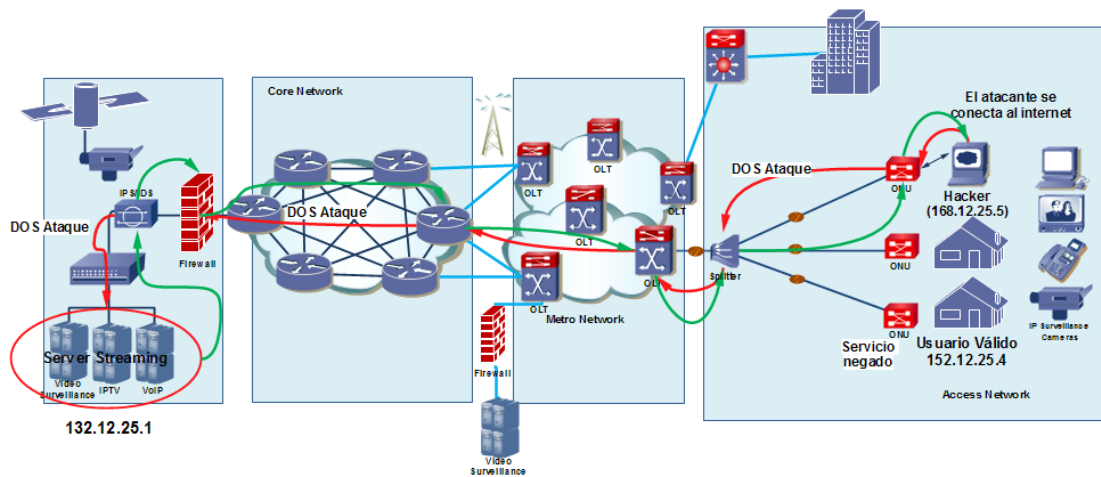 Core Network
El atacante se
conecta al internet
DOS Ataque
Hacker
(168.12.25.5)
ONU
ONU
ONU
Splitter
Usuario Válido
152.12.25.4
Servicio
negado
IP Surveillance
Cameras
Access Network
OLT
OLT
OLT
OLT
OLT
OLT
Metro Network
Firewall
Video
Surveillance
DOS Ataque
IPS/IDS
DOS Ataque
Firewall
Server Streaming
Video
Surveillance
IPTV
VoIP
132.12.25.1